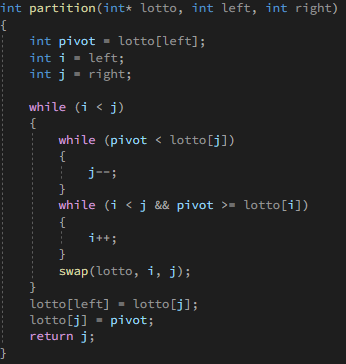 int partition(int* lotto, int left, int right)
{
    int pivot = lotto[left];
    int i = left;
    int j = right;

    while (i < j)
    {
        while (pivot < lotto[j])
        {
            j--;
        }
        while (i < j && pivot >= lotto[i])
        {
            i++;
        }
        swap(lotto, i, j);
    }
    lotto[left] = lotto[j];
    lotto[j] = pivot;
    return j;
}